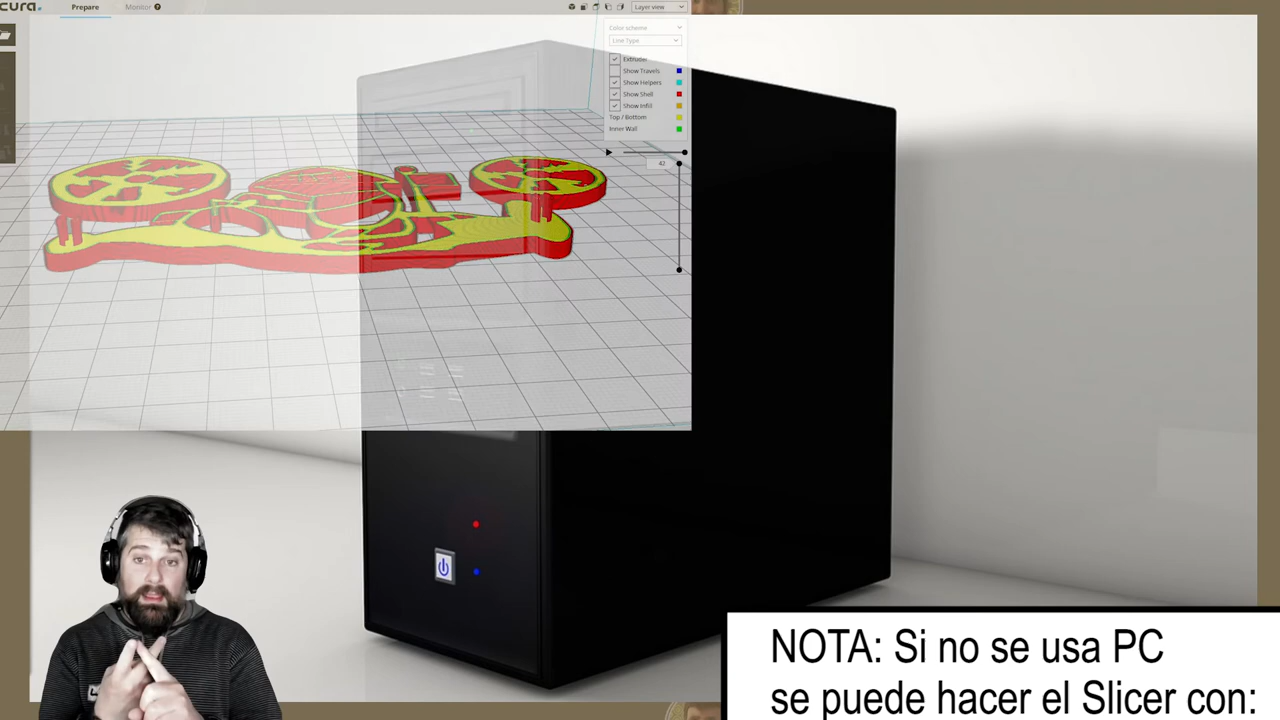 cura.
Prepare
Monitor
Layer view
Color scheme
Line Type
Extruder
Show Travels
Show Helpers
Show Shell
Show Infill
Top / Bottom
Inner Wall
42
NOTA: Si no se usa PC
se puede hacer el Slicer con: